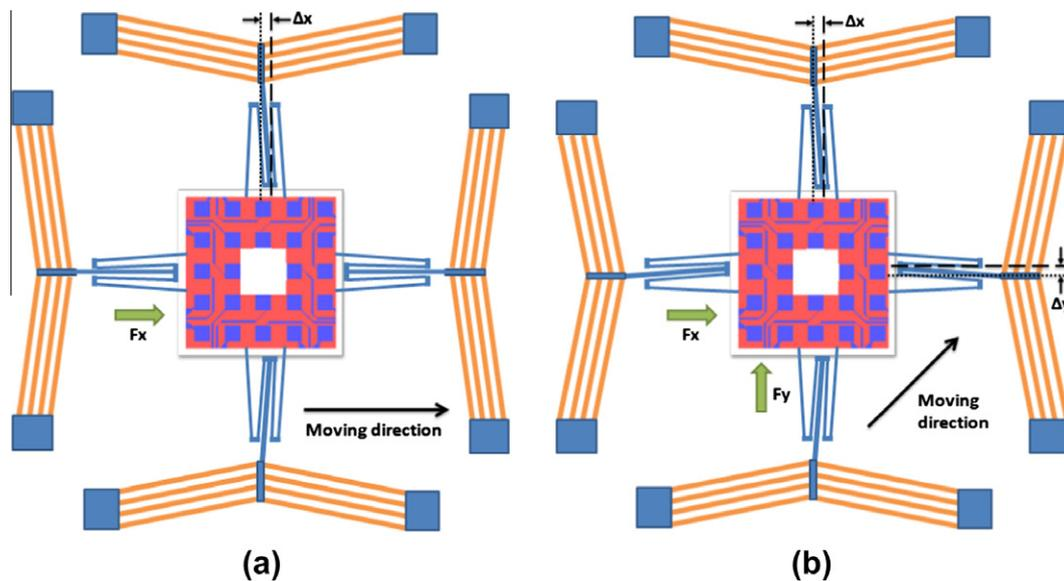 Δx
Fx
Moving direction
(a)
Δx
Fx
Fy
Moving
direction
(b)